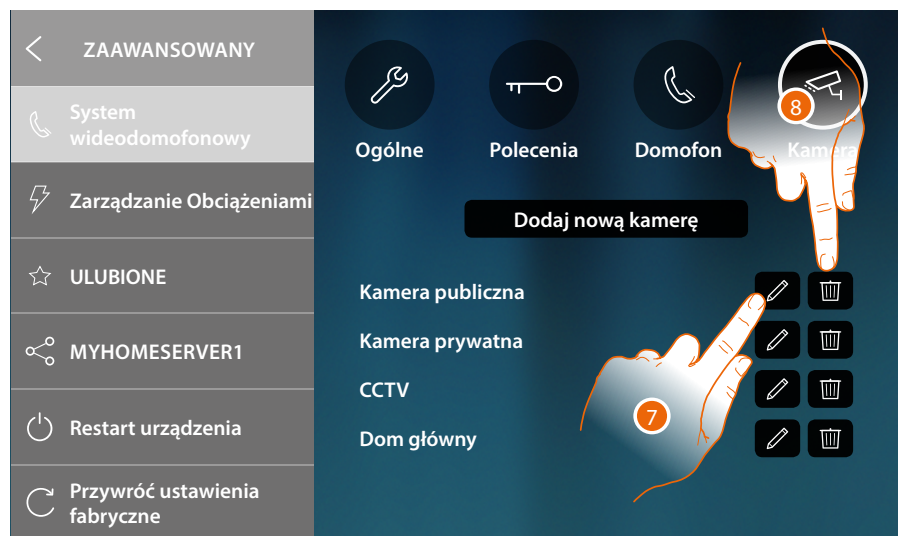 ZAAWANSOWANY
System
wideodomofonowy
Zarządzanie Obciążeniami
ULUBIONE
MYHOMESERVER1
Restart urządzenia
Przywróć ustawienia
fabryczne
Ogólne
Polecenia
Domofon
Kamera
8
Dodaj nową kamerę
Kamera publiczna
Kamera prywatna
CCTV
Dom główny
7